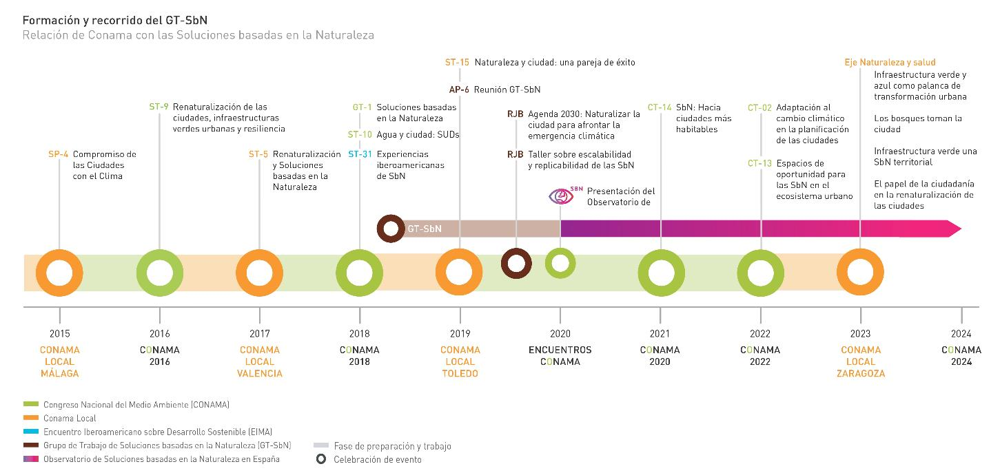 Formación y recorrido del GT-SbN
Relación de Conama con las Soluciones basadas en la Naturaleza
SP-4 Compromiso de
las Ciudades
con el Clima
ST-9 Renaturalización de las
ciudades, infraestructuras
verdes urbanas y resiliencia
ST-5 Renaturalización
y Soluciones
basadas en la
Naturaleza
GT-1 Soluciones basadas
en la Naturaleza
ST-10 Agua y ciudad: SUDs
ST-31 Experiencias
iberoamericanas
de SbN
ST-15 Naturaleza y ciudad: una pareja de éxito
AP-6 Reunión GT-SbN
RJB Agenda 2030: Naturalizar la
ciudad para afrontar la
emergencia climática
RJB Taller sobre escalabilidad
y replicabilidad de las SbN
SBN
Presentación del
Observatorio de
CT-14 SbN: Hacia
ciudades más
habitables
CT-02 Adaptación al
cambio climático
en la planificación
de las ciudades
CT-13 Espacios de
oportunidad para
las SbN en el
ecosistema urbano
Eje Naturaleza y salud
Infraestructura verde y
azul como palanca de
transformación urbana
Los bosques toman la
ciudad
Infraestructura verde una
SbN territorial
El papel de la ciudadanía
en la renaturalización de
las ciudades
GT-SbN
2015
CONAMA
LOCAL
MÁLAGA
2016
CONAMA
2016
2017
CONAMA
LOCAL
VALENCIA
2018
CONAMA
2018
2019
CONAMA
LOCAL
TOLEDO
2020
ENCUENTROS
CONAMA
2021
CONAMA
2020
2022
CONAMA
2022
2023
CONAMA
LOCAL
ZARAGOZA
2024
CONAMA
2024
Congreso Nacional del Medio Ambiente (CONAMA)
Conama Local
Encuentro Iberoamericano sobre Desarrollo Sostenible (EIMA)
Grupo de Trabajo de Soluciones basadas en la Naturaleza (GT-SbN)
Observatorio de Soluciones basadas en la Naturaleza en España
Fase de preparación y trabajo
Celebración de evento